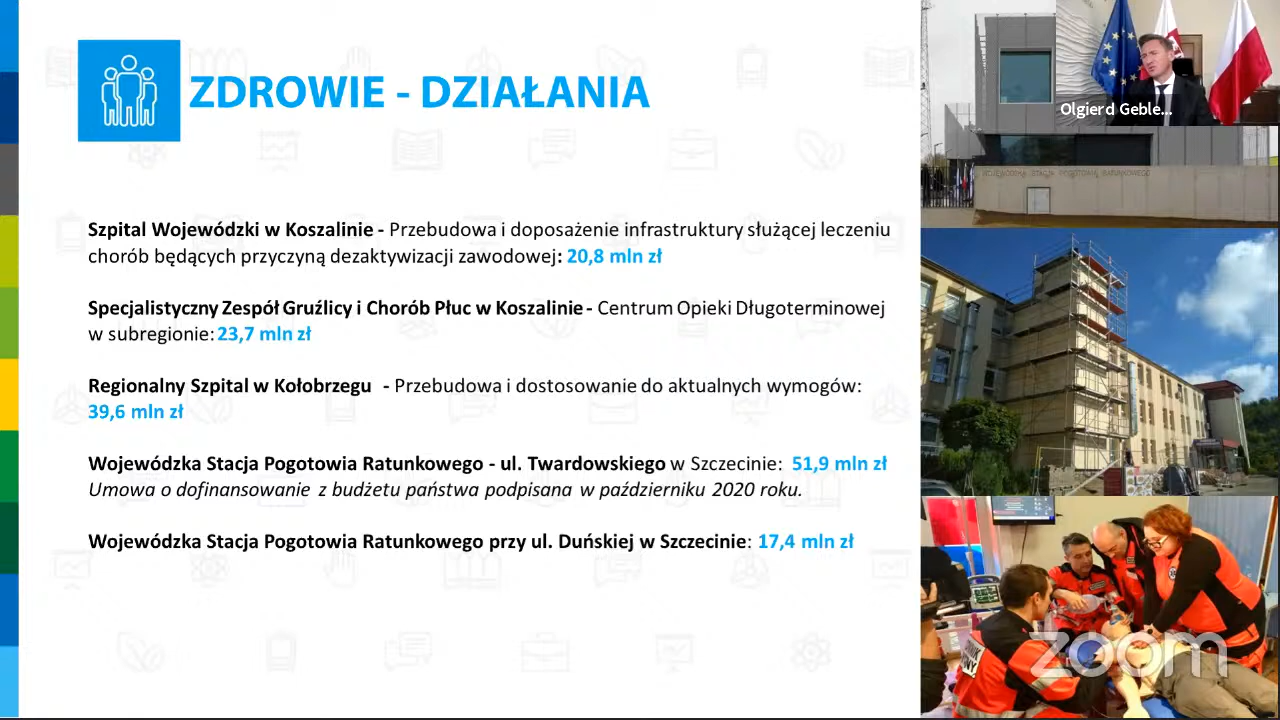 ZDROWIE - DZIAŁANIA
Olgierd Geble...
WOJEWÓDZKA STACJA POGOTOWIA RATUNKOWEGO
Szpital Wojewódzki w Koszalinie - Przebudowa i doposażenie infrastruktury służącej leczeniu
chorób będących przyczyną dezaktywizacji zawodowej: 20,8 mln zł
Specjalistyczny Zespół Gruźlicy i Chorób Płuc w Koszalinie - Centrum Opieki Długoterminowej
w subregionie: 23,7 mln zł
Regionalny Szpital w Kołobrzegu - Przebudowa i dostosowanie do aktualnych wymogów:
39,6 mln zł
Wojewódzka Stacja Pogotowia Ratunkowego - ul. Twardowskiego w Szczecinie: 51,9 mln zł
Umowa o dofinansowanie z budżetu państwa podpisana w październiku 2020 roku.
Wojewódzka Stacja Pogotowia Ratunkowego przy ul. Duńskiej w Szczecinie: 17,4 mln zł
zoom